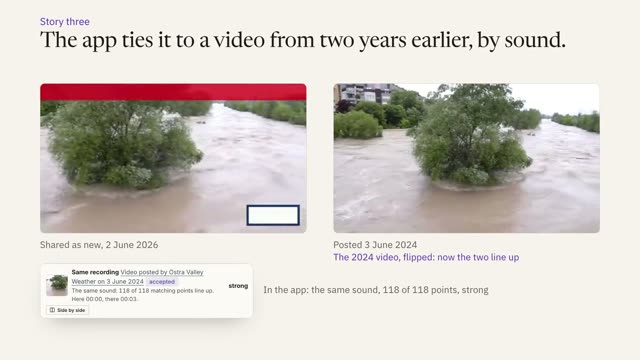 Story three
The app ties it to a video from two years earlier, by sound.
Shared as new, 2 June 2026
Posted 3 June 2024
The 2024 video, flipped: now the two line up
Same recording Video posted by Ostra Valley
Weather on 3 June 2024 accepted
The same sound: 118 of 118 matching points line up.
Here 00:00, there 00:03.
strong
Side by side
In the app: the same sound, 118 of 118 points, strong